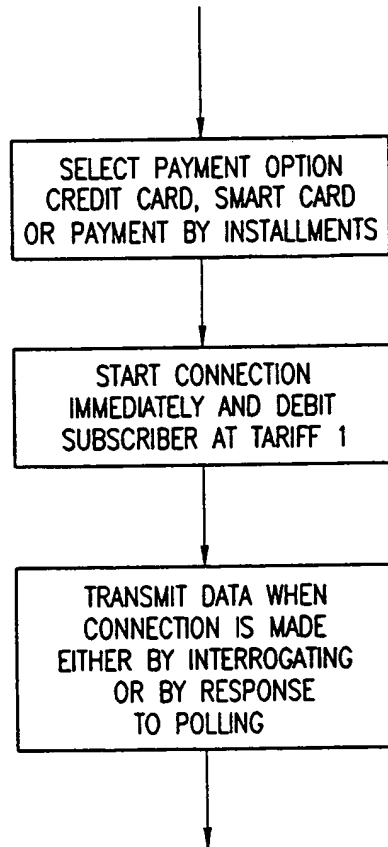 SELECT PAYMENT OPTION
CREDIT CARD, SMART CARD
OR PAYMENT BY INSTALLMENTS
START CONNECTION
IMMEDIATELY AND DEBIT
SUBSCRIBER AT TARIFF 1
TRANSMIT DATA WHEN
CONNECTION IS MADE
EITHER BY INTERROGATING
OR BY RESPONSE
TO POLLING